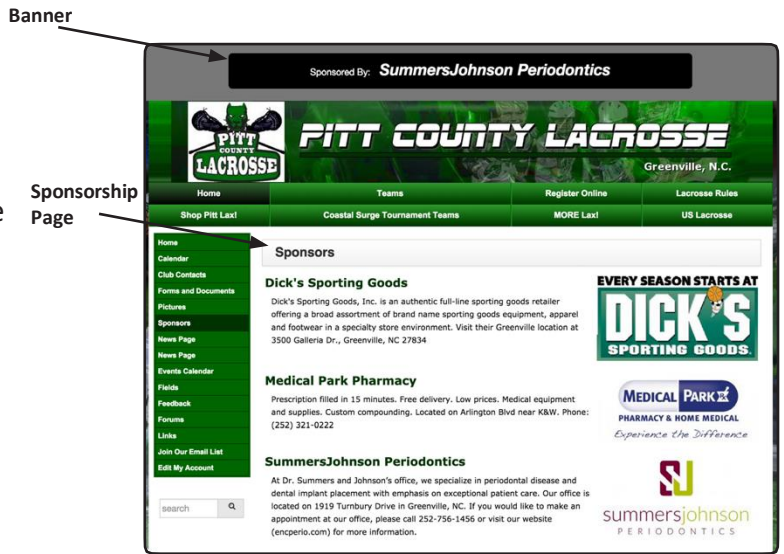 Banner
Sponsored By: SummersJohnson Periodontics
PITT
COUNTY
LACROSSE
PITT COUNTY LACROSSE
Greenville, N.C.
Sponsorship
Page
e
Home Teams Register Online Lacrosse Rules
Shop Pitt Lax! Coastal Surge Tournament Teams MORE Lax! US Lacrosse
Home
Calendar
Club Contacts
Forms and Documents
Pictures
Sponsors
News Page
News Page
Events Calendar
Fields
Feedback
Forums
Links
Join Our Email List
Edit My Account
search
Sponsors
Dick's Sporting Goods
Dick's Sporting Goods, Inc. is an authentic full-line sporting goods retailer
offering a broad assortment of brand name sporting goods equipment, apparel
and footwear in a specialty store environment. Visit their Greenville location at
3500 Galleria Dr., Greenville, NC 27834
EVERY SEASON STARTS AT
DICK'S
SPORTING GOODS.
Medical Park Pharmacy
Prescription filled in 15 minutes. Free delivery. Low prices. Medical equipment
and supplies. Custom compounding. Located on Arlington Blvd near K&W. Phone:
(252) 321-0222
MEDICAL PARK
PHARMACY & HOME MEDICAL
Experience the Difference
SummersJohnson Periodontics
At Dr. Summers and Johnson's office, we specialize in periodontal disease and
dental implant placement with emphasis on exceptional patient care. Our office is
located on 1919 Turnbury Drive in Greenville, NC. If you would like to make an
appointment at our office, please call 252-756-1456 or visit our website
(encperio.com) for more information.
SJ
summersjohnson
PERIODONTICS